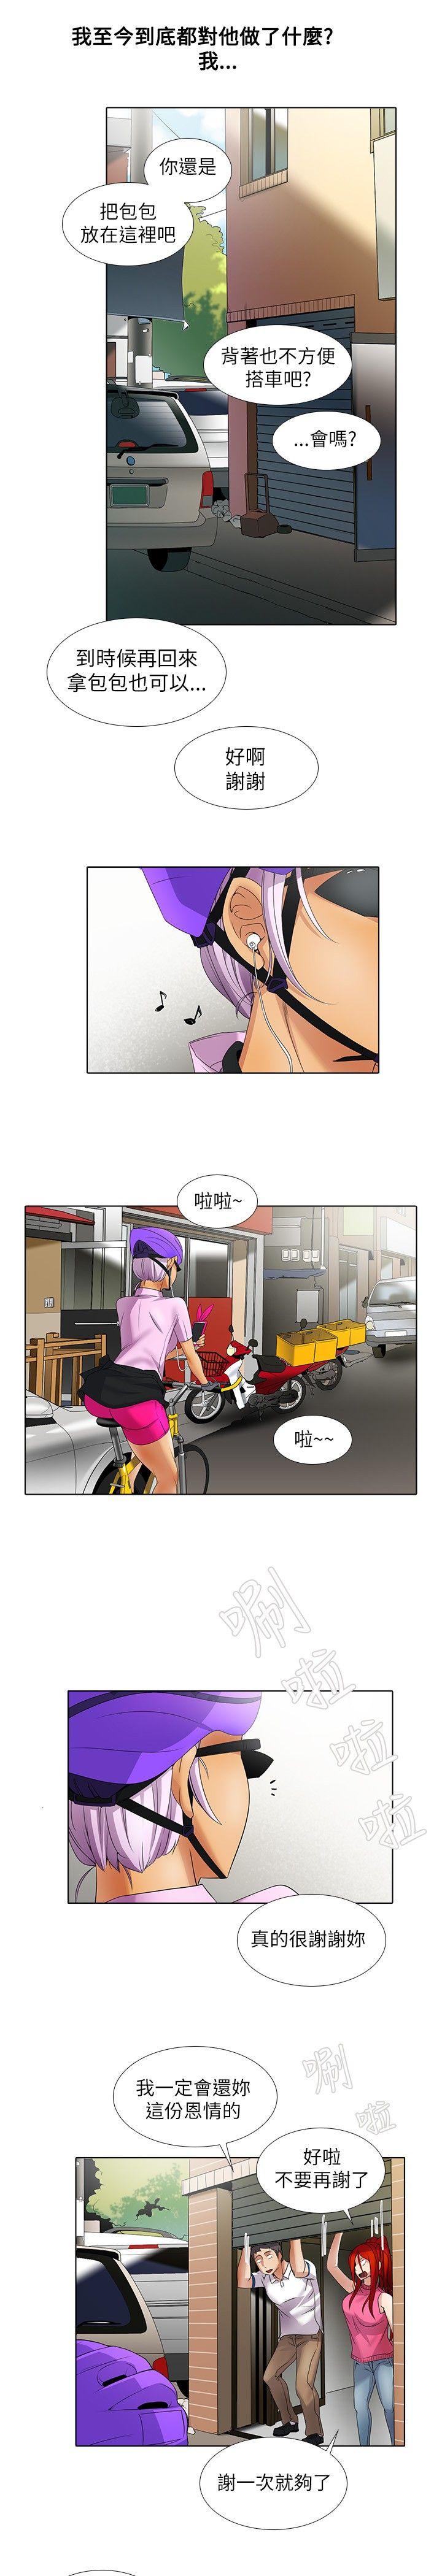 我至今到底都對他做了什麼?
我...
你還是
把包包
放在這裡吧
背著也不方便
搭車吧?
...會嗎?
到時候再回來
拿包包也可以...
好啊
謝謝
啦啦~
啦~~
唰
啦
啦
啦
真的很謝謝妳
唰
啦
我一定會還妳
這份恩情的
好啦
不要再謝了
謝一次就夠了